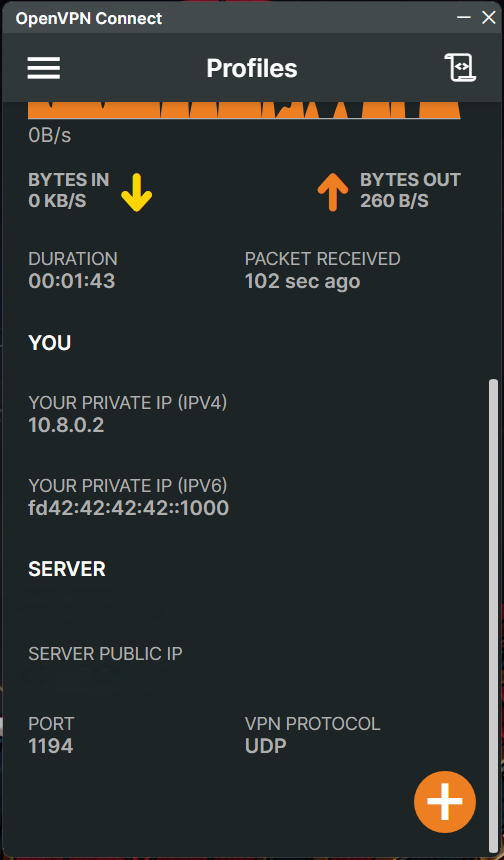 OpenVPN Connect
Profiles
0B/s
BYTES IN
0 KB/S
BYTES OUT
260 B/S
DURATION
00:01:43
PACKET RECEIVED
102 sec ago
YOU
YOUR PRIVATE IP (IPV4)
10.8.0.2
YOUR PRIVATE IP (IPV6)
fd42:42:42:42::1000
SERVER
SERVER PUBLIC IP
PORT
1194
VPN PROTOCOL
UDP